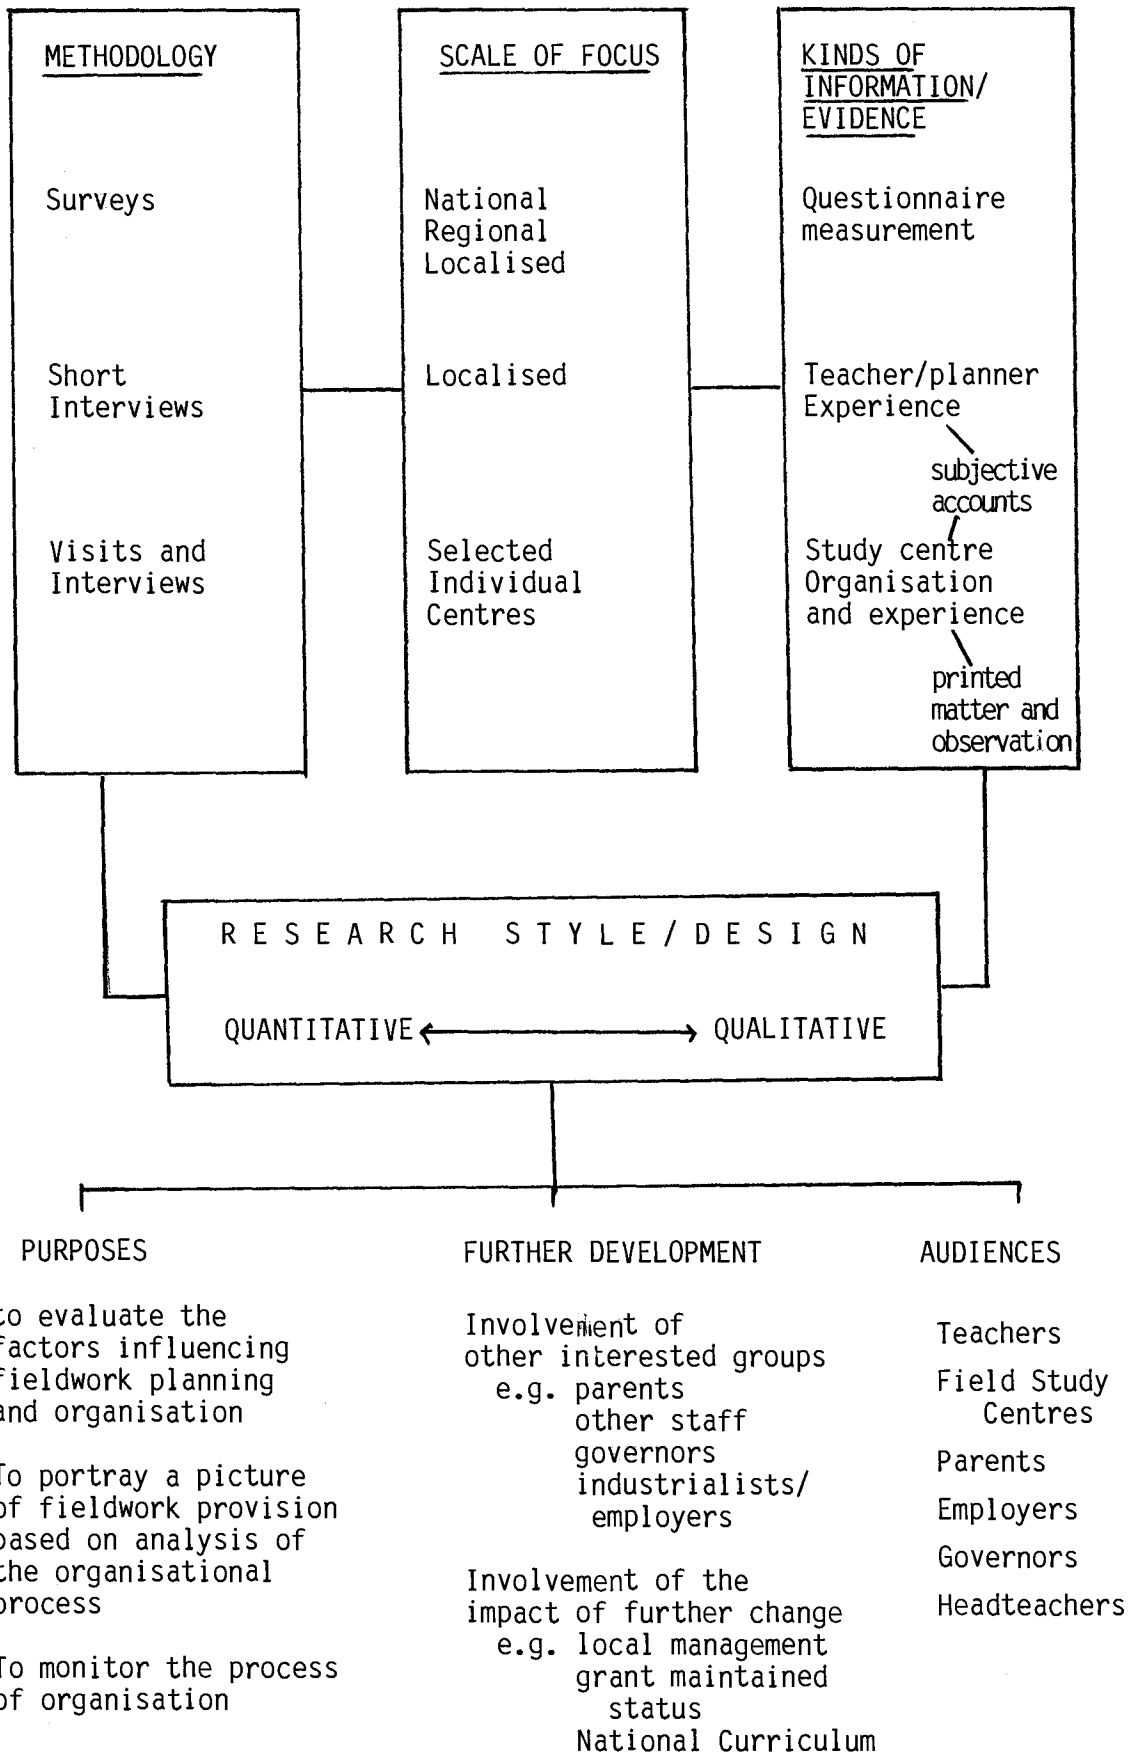 METHODOLOGY
Surveys
Short
Interviews
Visits and
Interviews
SCALE OF FOCUS
National
Regional
Localised
Localised
Selected
Individual
Centres
KINDS OF
INFORMATION/
EVIDENCE
Questionnaire
measurement
Teacher/planner
Experience
subjective
accounts
Study centre
Organisation
and experience
printed
matter and
observation
RESEARCH STYLE/DESIGN
QUANTITATIVE QUALITATIVE
PURPOSES
to evaluate the
factors influencing
fieldwork planning
and organisation
To portray a picture
of fieldwork provision
based on analysis of
the organisational
process
To monitor the process
of organisation
FURTHER DEVELOPMENT
Involvement of
other interested groups
e.g. parents
other staff
governors
industrialists/
employers
Involvement of the
impact of further change
e.g. local management
grant maintained
status
National Curriculum
AUDIENCES
Teachers
Field Study
Centres
Parents
Employers
Governors
Headteachers